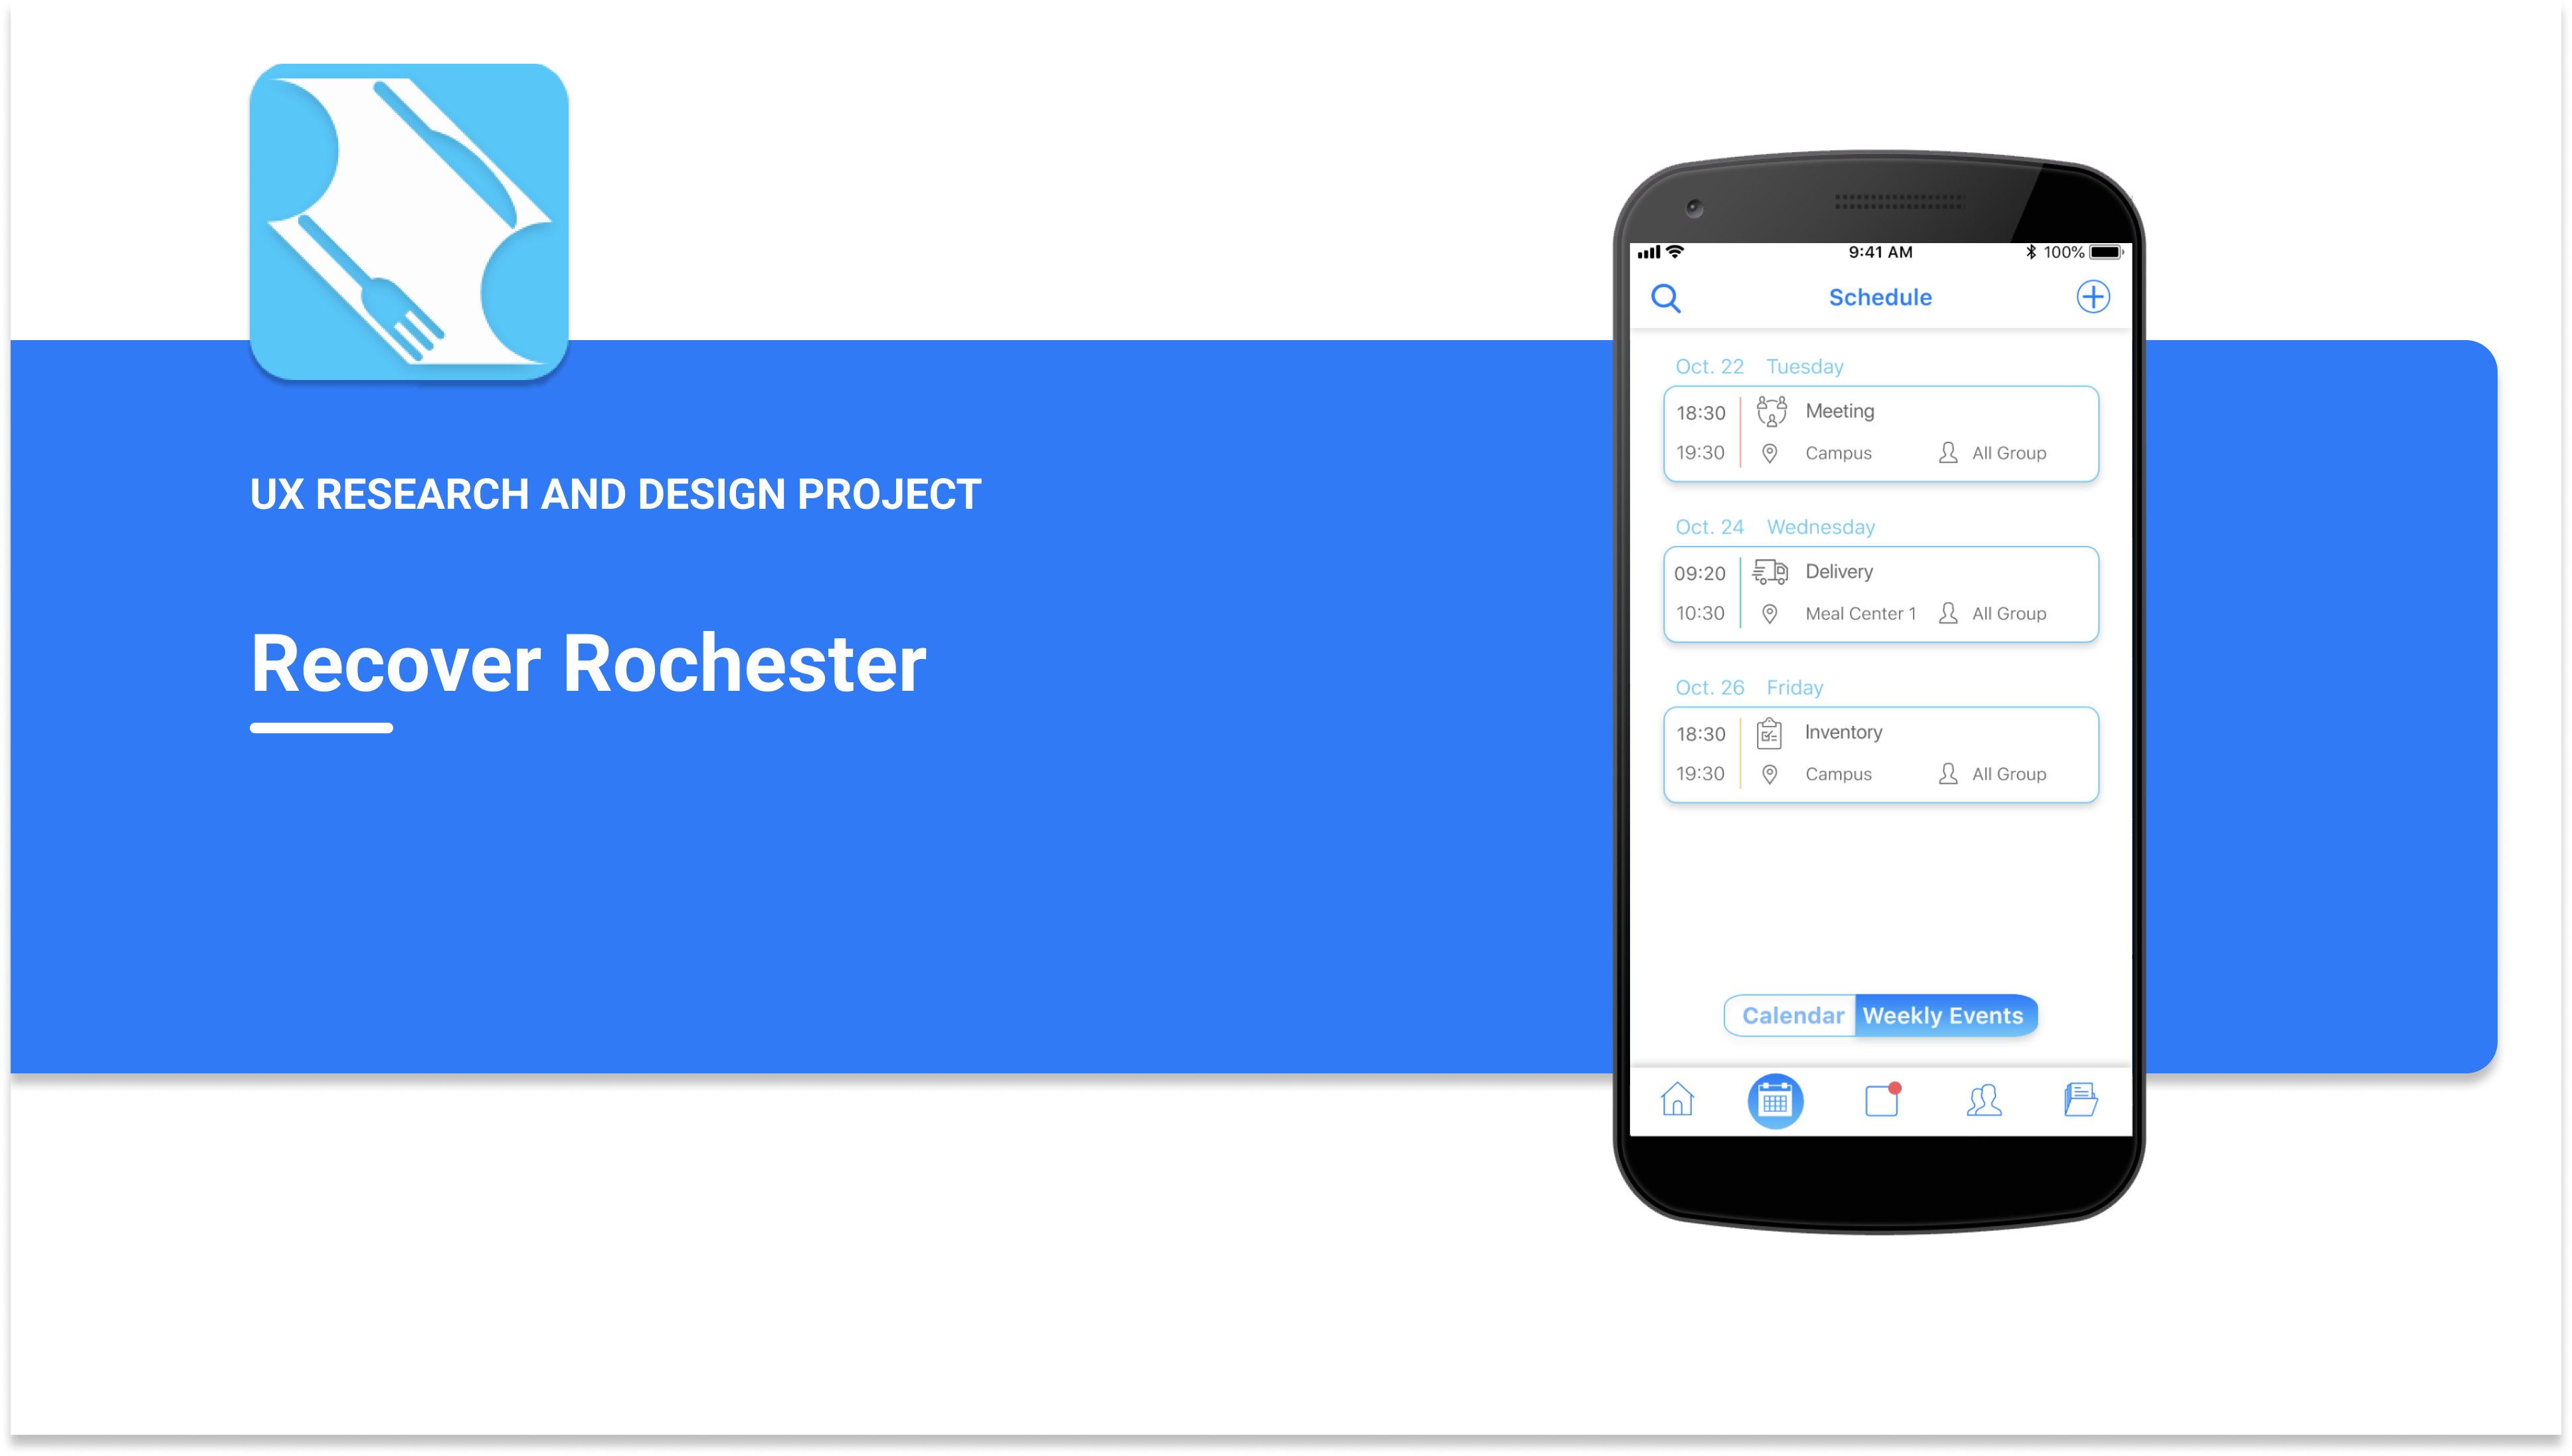 UX RESEARCH AND DESIGN PROJECT
Recover Rochester
9:41 AM 100%
Schedule
Oct. 22 Tuesday
18:30 Meeting
19:30 Campus All Group
Oct. 24 Wednesday
09:20 Delivery
10:30 Meal Center 1 All Group
Oct. 26 Friday
18:30 Inventory
19:30 Campus All Group
Calendar Weekly Events